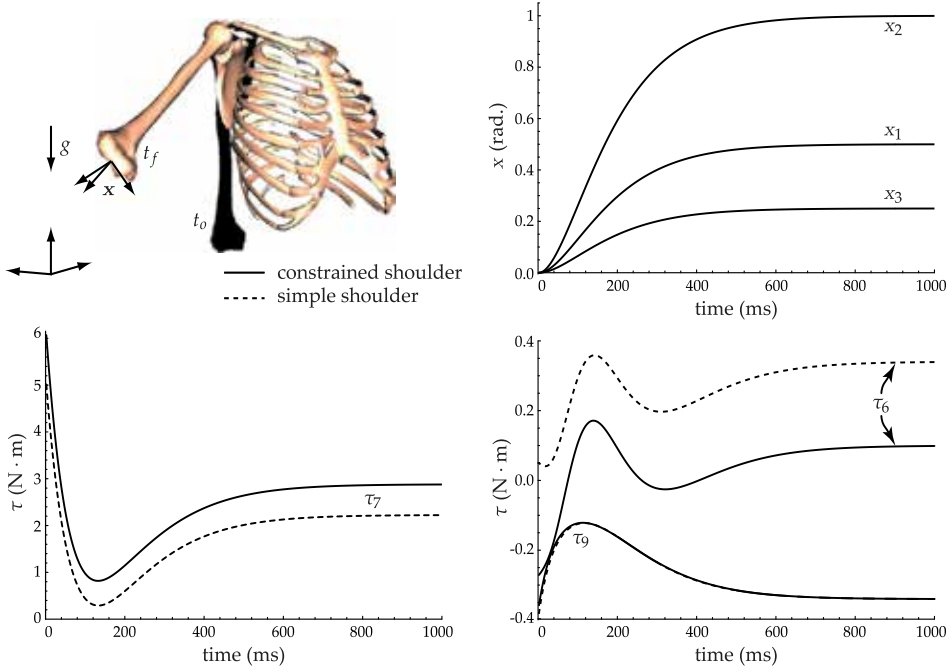 g
x
t_f
t_o
constrained shoulder
simple shoulder
x (rad.)
1
0.8
0.6
0.4
0.2
0.0
x_2
x_1
x_3
0 200 400 600 800 1000
time (ms)
τ (N · m)
6
5
4
3
2
1
0
τ_7
0 200 400 600 800 1000
time (ms)
τ (N · m)
0.4
0.2
0.0
-0.2
-0.4
τ_6
τ_9
0 200 400 600 800 1000
time (ms)